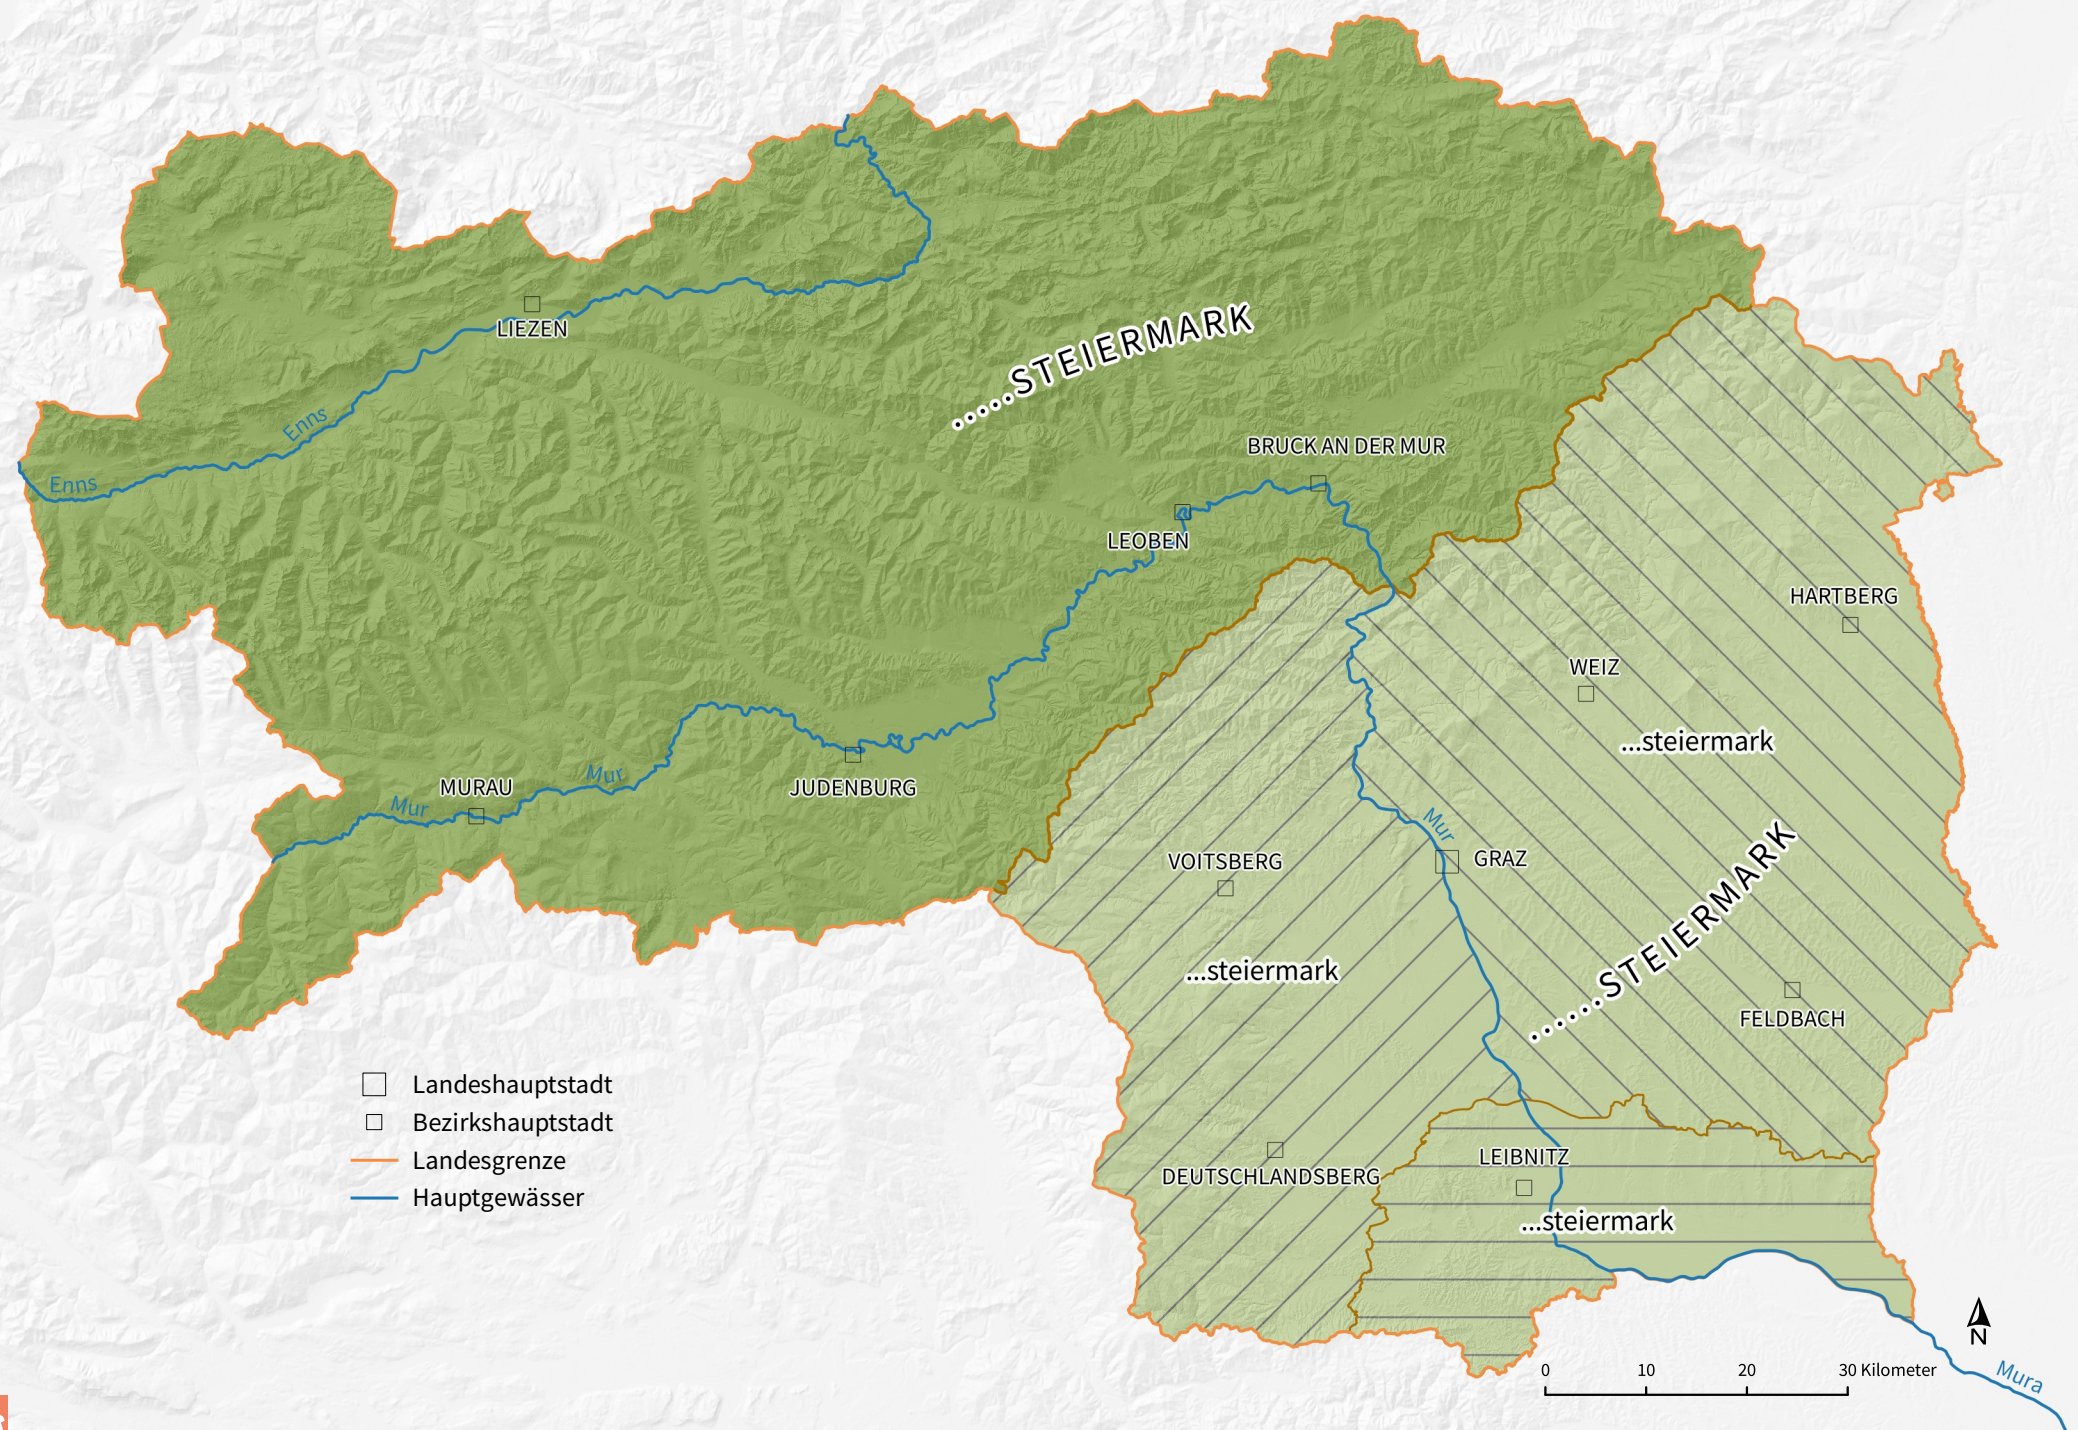 LIEZEN
.....STEIERMARK
Enns
Enns
BRUCK AN DER MUR
LEOBEN
HARTBERG
WEIZ
...steiermark
Mur
MURAU
Mur
JUDENBURG
Mur
VOITSBERG
GRAZ
......STEIERMARK
...steiermark
FELDBACH
Landeshauptstadt
Bezirkshauptstadt
Landesgrenze
Hauptgewässer
LEIBNITZ
DEUTSCHLANDSBERG
...steiermark
N
0 10 20 30 Kilometer
Mura